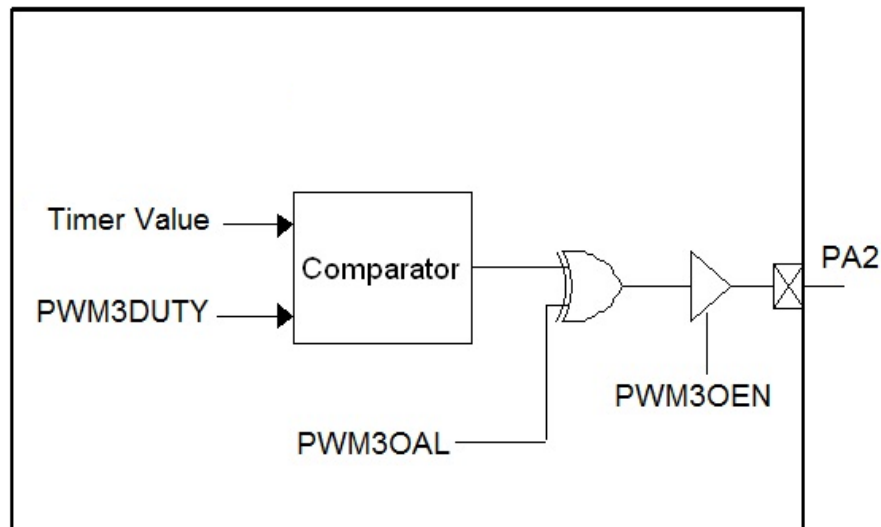 Timer Value
PWM3DUTY
Comparator
PA2
PWM3OEN
PWM3OAL